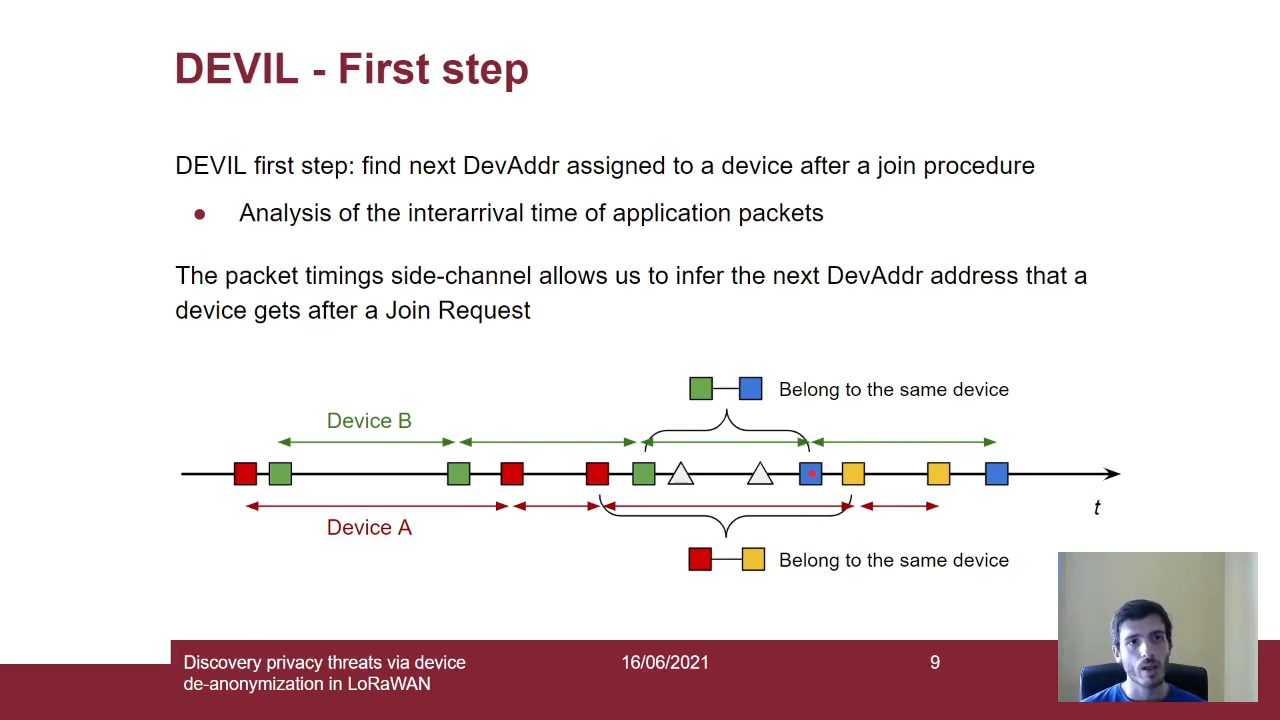 DEVIL - First step
DEVIL first step: find next DevAddr assigned to a device after a join procedure
● Analysis of the interarrival time of application packets
The packet timings side-channel allows us to infer the next DevAddr address that a
device gets after a Join Request
Belong to the same device
Device B
t
Device A
Belong to the same device
Discovery privacy threats via device
de-anonymization in LoRaWAN
16/06/2021
9